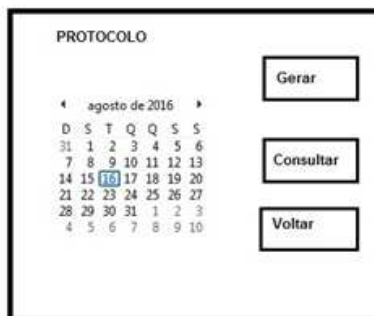 PROTOCOLO
Gerar
agosto de 2016
D S T Q Q S S
31 1 2 3 4 5 6
7 8 9 10 11 12 13
14 15 16 17 18 19 20
21 22 23 24 25 26 27
28 29 30 31 1 2 3
4 5 6 7 8 9 10
Consultar
Voltar